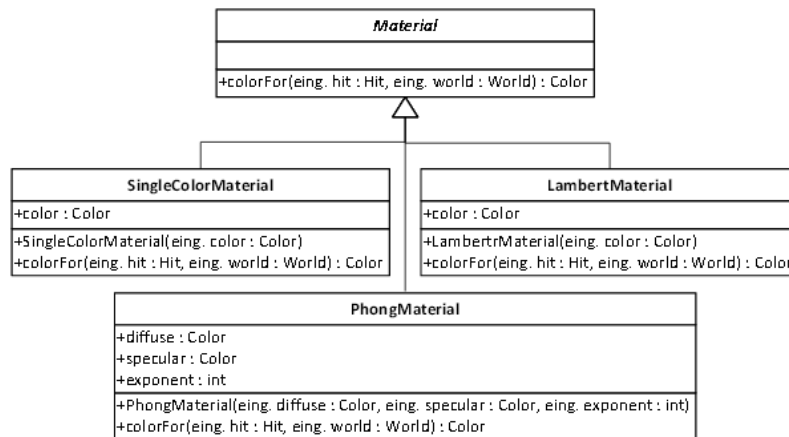 Material
+colorFor(eing. hit : Hit, eing. world : World) : Color
SingleColorMaterial
+color : Color
+SingleColorMaterial(eing. color : Color)
+colorFor(eing. hit : Hit, eing. world : World) : Color
LambertMaterial
+color : Color
+LambertrMaterial(eing. color : Color)
+colorFor(eing. hit : Hit, eing. world : World) : Color
PhongMaterial
+diffuse : Color
+specular : Color
+exponent : int
+PhongMaterial(eing. diffuse : Color, eing. specular : Color, eing. exponent : int)
+colorFor(eing. hit : Hit, eing. world : World) : Color